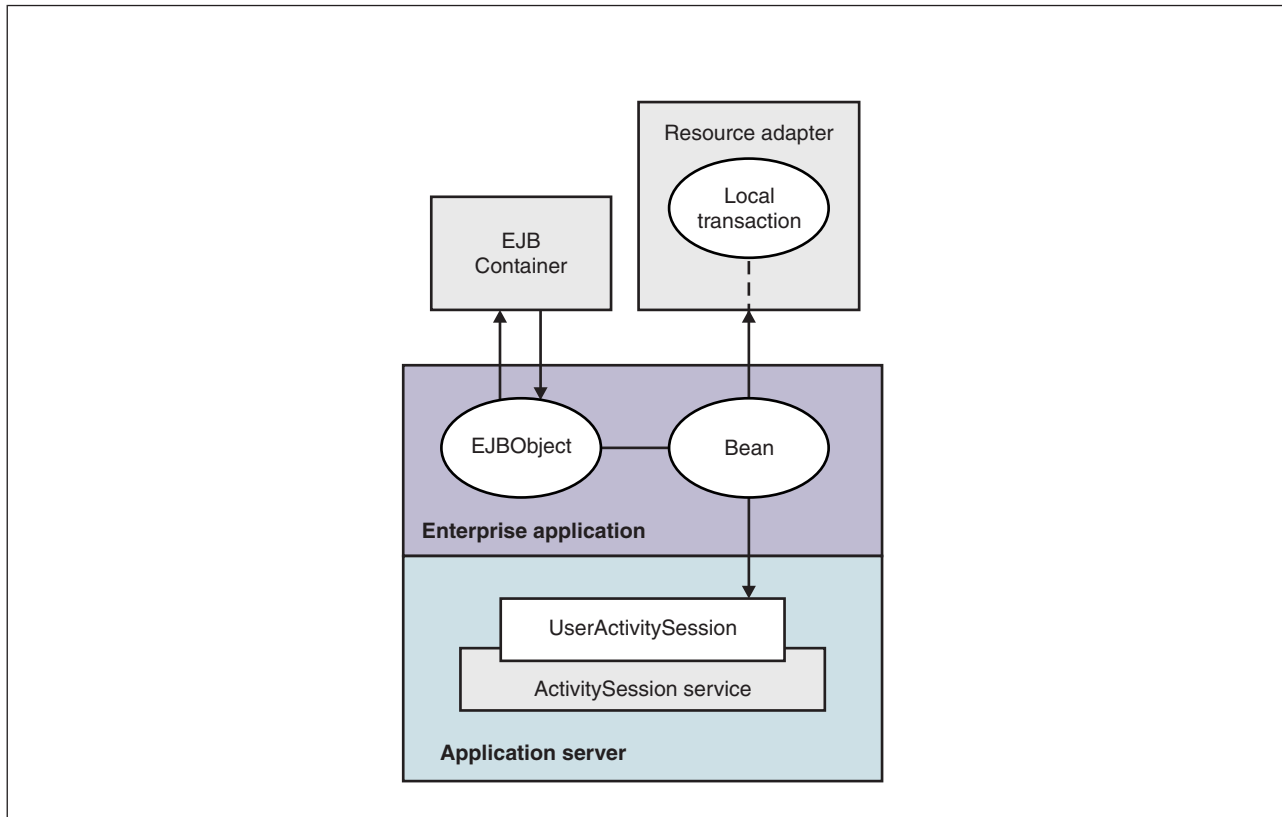 Resource adapter
Local
transaction
EJB
Container
EJBObject
Bean
Enterprise application
UserActivitySession
ActivitySession service
Application server